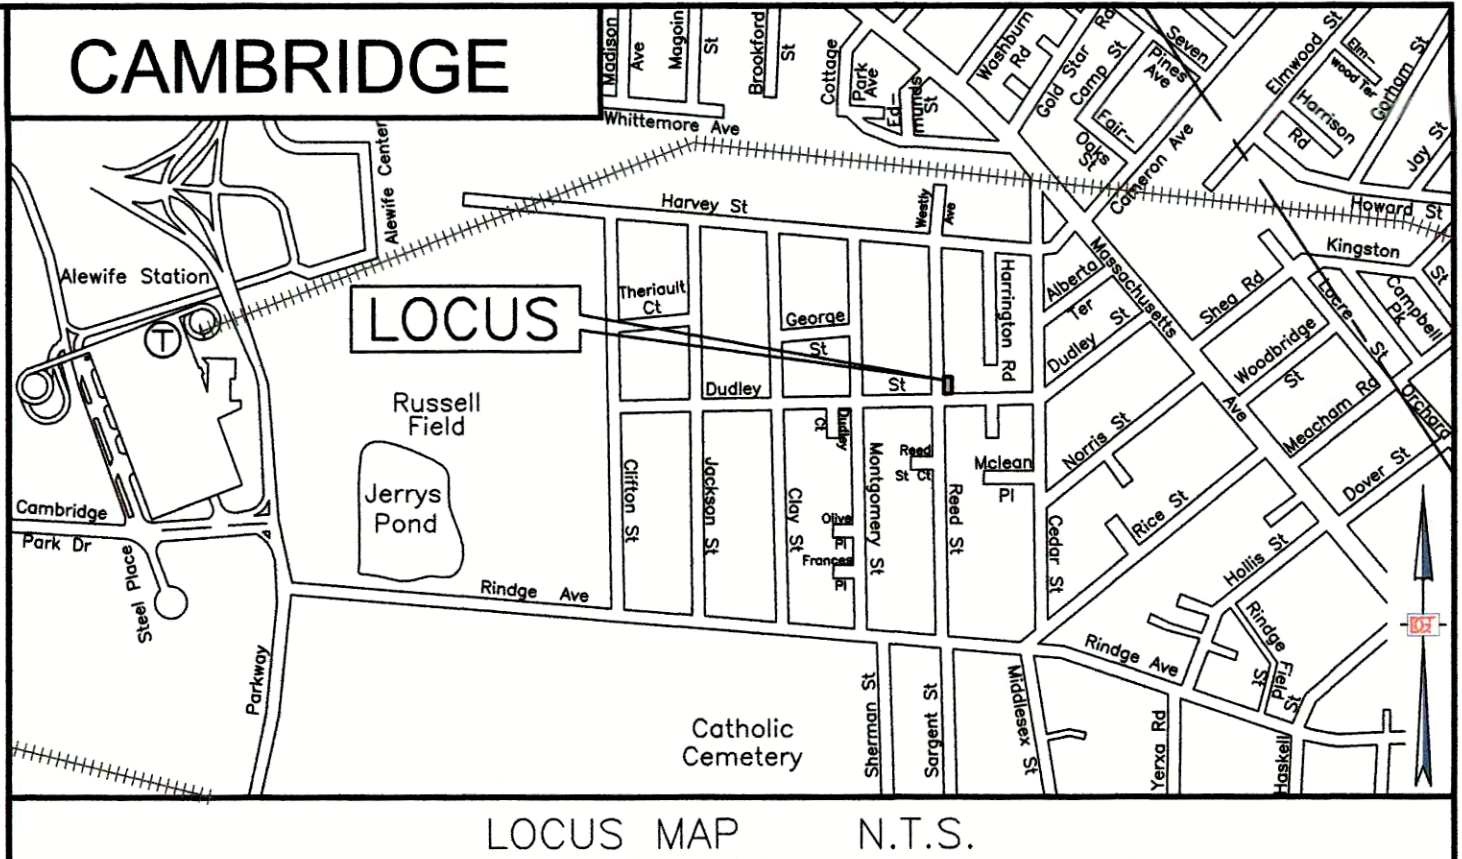 CAMBRIDGE
Madison
Ave
Magoin
St
Brookford
St
Cottage
Park
Ave
Ed–
munds
St
Washburn
Rd
Gold Star Rd
Camp St
Seven
Pines
Ave
Fair–
Oaks
St
Cameron Ave
Elmwood St
Elm–
wood Ter
Harrison
Rd
Gorham St
Jay St
Whittemore Ave
Alewife Center
Harvey St
Westly
Ave
Howard St
Kingston
St
Alewife Station
T
Theriault
Ct
George
St
Harrington Rd
Alberta
Ter
Massachusetts
Ave
Shea Rd
Locre–
St
Campbell
Pk
LOCUS
Dudley St
Woodbridge
St
Meacham Rd
Orchard
Dudley
St
Russell
Field
Ct
Dudley
Reed
St Ct
Mclean
Pl
Norris St
Dover St
Jerrys
Pond
Clifton St
Jackson St
Clay St
Montgomery St
Reed St
Cedar St
Rice St
Olive
Pl
Frances
Pl
Hollis St
Cambridge
Park Dr
Steel Place
Rindge Ave
Rindge Ave
Rindge
Field
St
St
Parkway
Catholic
Cemetery
Sherman St
Sargent St
Middlesex St
Yerxa Rd
Haskell
LOCUS MAP N.T.S.